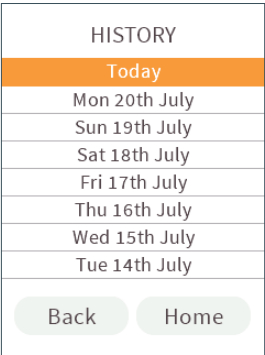 HISTORY
Today
Mon 20th July
Sun 19th July
Sat 18th July
Fri 17th July
Thu 16th July
Wed 15th July
Tue 14th July
Back Home